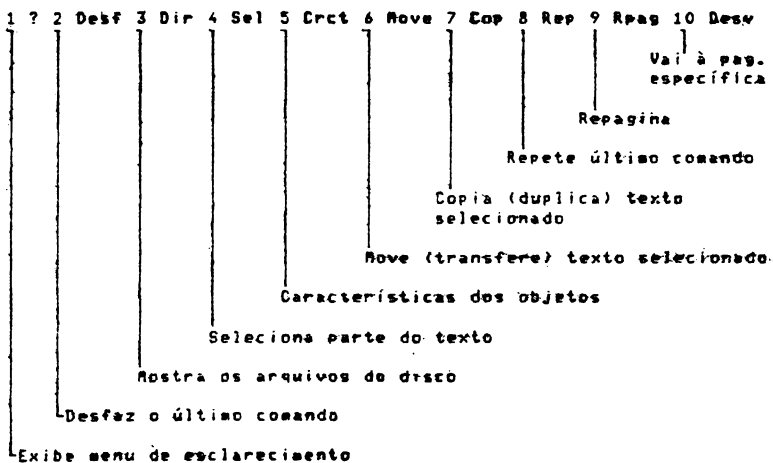 1 ? 2 Desf 3 Dir 4 Sel 5 Crct 6 Move 7 Cop 8 Rep 9 Rpag 10 Desv
Vai à pag.
específica
Repagina
Repete último comando
Copia (duplica) texto
selecionado
Move (transfere) texto selecionado
Características dos objetos
Seleciona parte do texto
Mostra os arquivos do disco
Desfaz o último comando
Exibe menu de esclarecimento